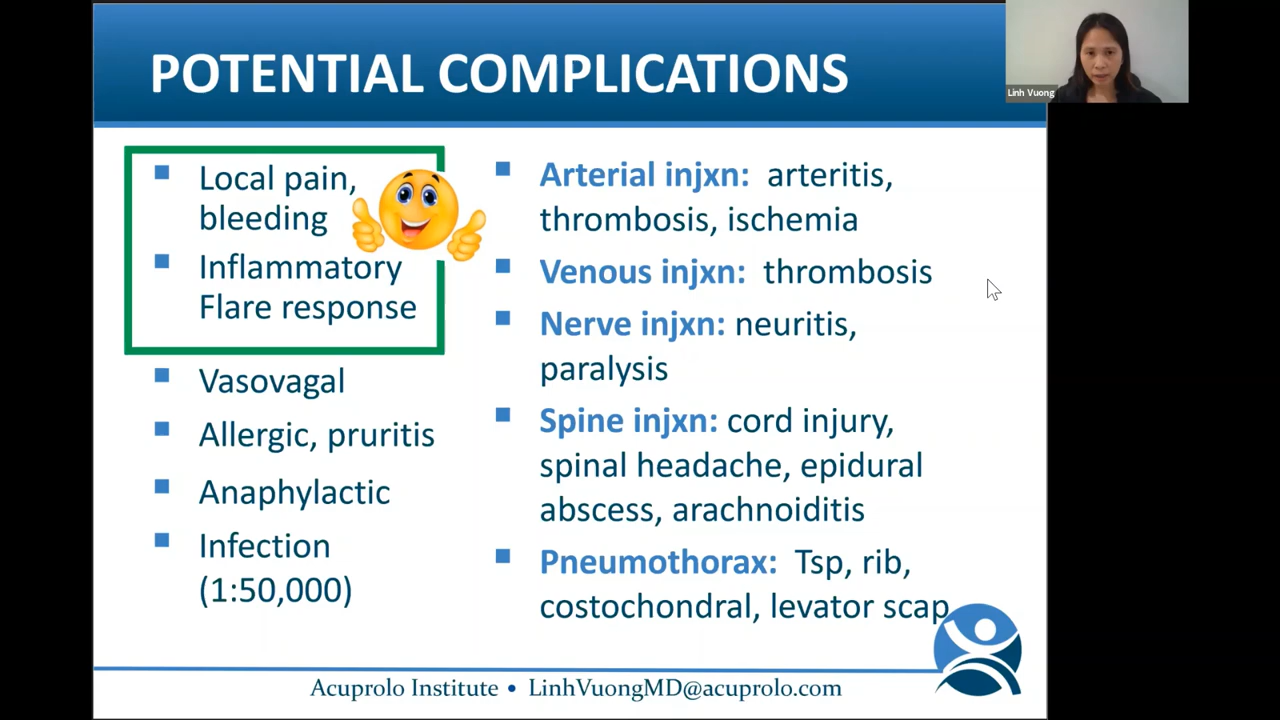 POTENTIAL COMPLICATIONS
Linh Vuong
Local pain,
bleeding
Inflammatory
Flare response
Vasovagal
Allergic, pruritis
Anaphylactic
Infection
(1:50,000)
Arterial injxn: arteritis,
thrombosis, ischemia
Venous injxn: thrombosis
Nerve injxn: neuritis,
paralysis
Spine injxn: cord injury,
spinal headache, epidural
abscess, arachnoiditis
Pneumothorax: Tsp, rib,
costochondral, levator scap
Acuprolo Institute • LinhVuongMD@acuprolo.com